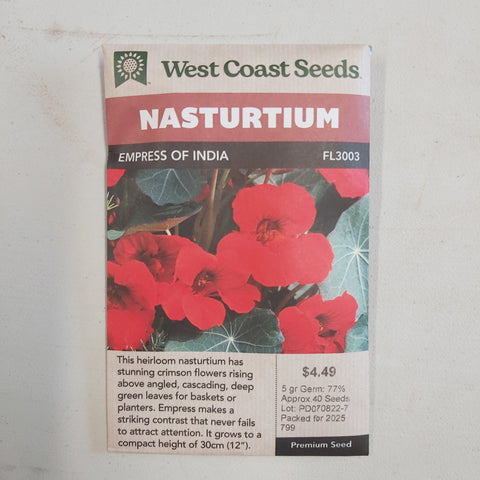 West Coast Seeds
NASTURTIUM
EMPRESS OF INDIA FL3003
This heirloom nasturtium has
stunning crimson flowers rising
above angled, cascading, deep
green leaves for baskets or
planters. Empress makes a
striking contrast that never fails
to attract attention. It grows to a
compact height of 30cm (12").
$4.49
5 gr Germ: 77%
Approx 40 Seeds
Lot: PD070822-7
Packed for 2025
799
Premium Seed